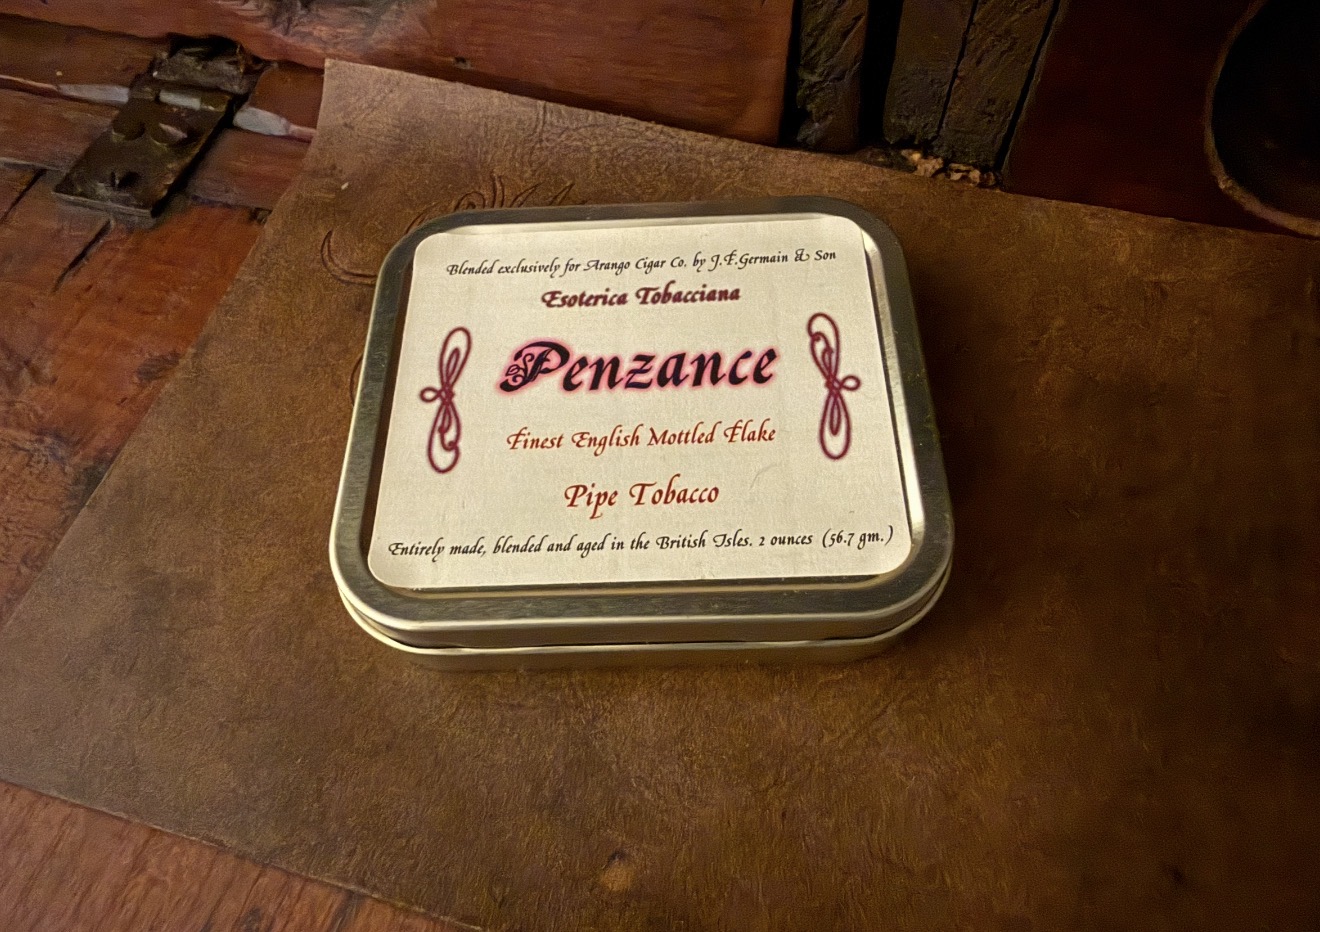 Blended exclusively for Arango Cigar Co. by J.F.Germain & Son
Esoterica Tobacciana
Penzance
Finest English Mottled Flake
Pipe Tobacco
Entirely made, blended and aged in the British Isles. 2 ounces (56.7 gm.)